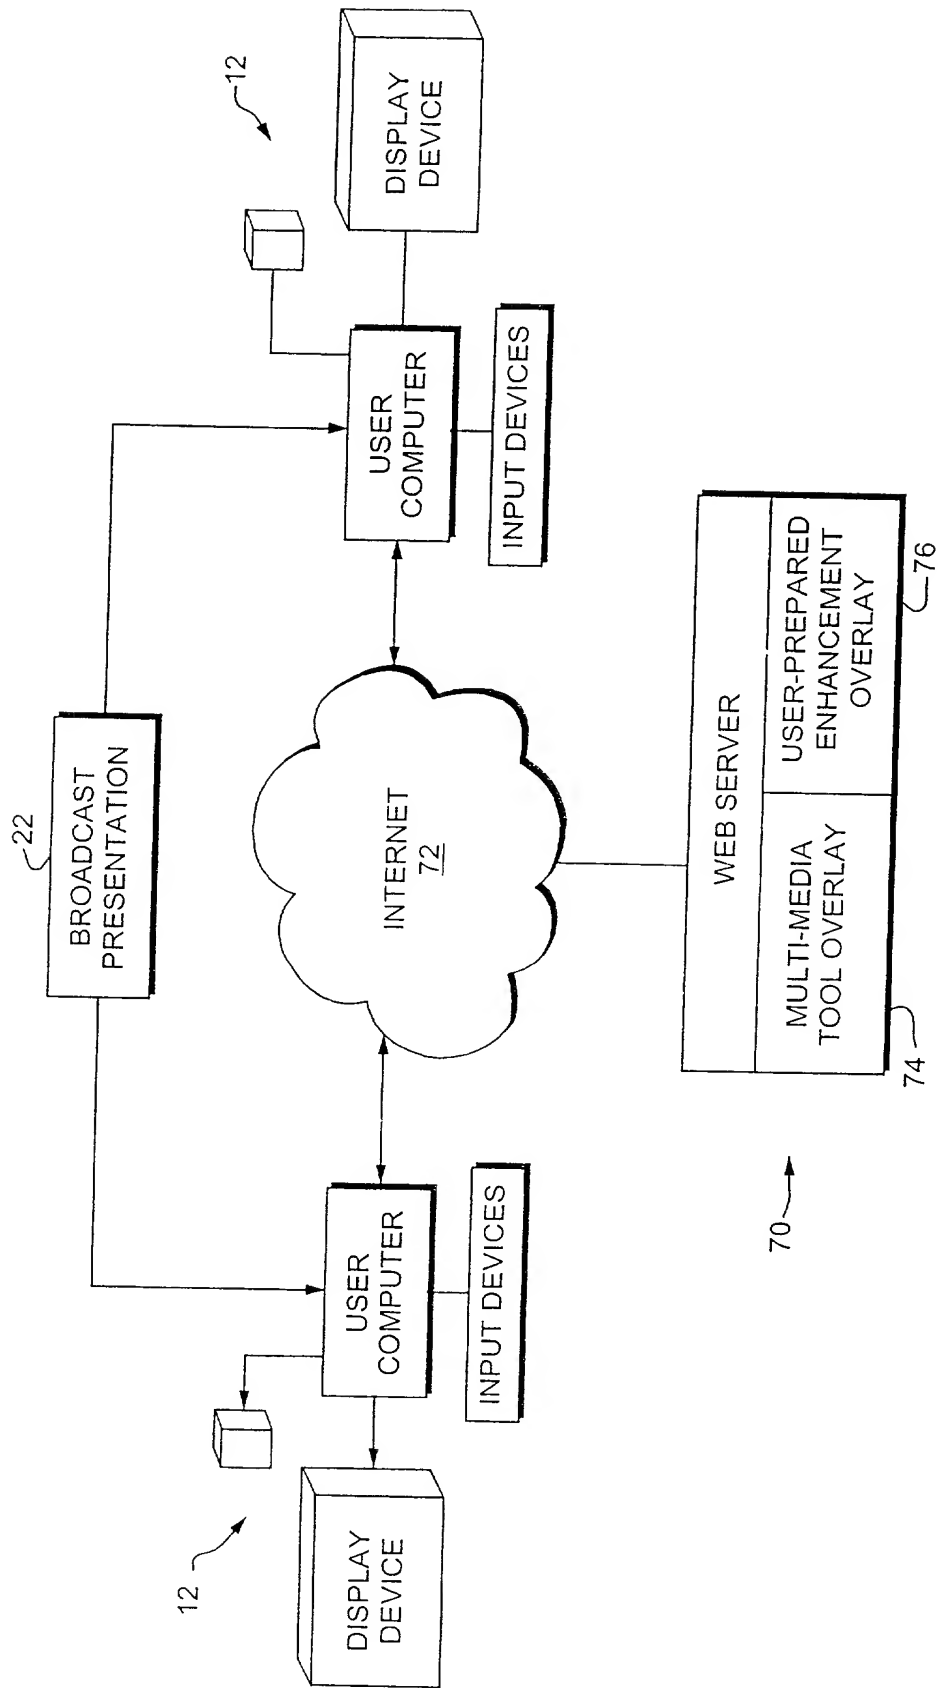 22
BROADCAST
PRESENTATION
12
DISPLAY
DEVICE
USER
COMPUTER
INPUT DEVICES
INTERNET
72
12
DISPLAY
DEVICE
USER
COMPUTER
INPUT DEVICES
70
WEB SERVER
MULTI-MEDIA
TOOL OVERLAY
74
USER-PREPARED
ENHANCEMENT
OVERLAY
76